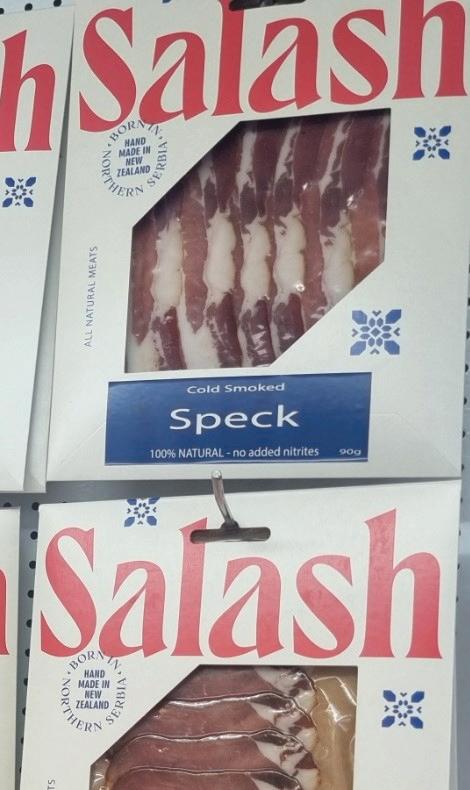 h
Salash
BORN IN
NORTHERN SERBIA
HAND
MADE IN
NEW
ZEALAND
ALL NATURAL MEATS
Cold Smoked
Speck
100% NATURAL - no added nitrites 90g
Salash
BORN IN
NORTHERN SERBIA
HAND
MADE IN
NEW
ZEALAND
TS